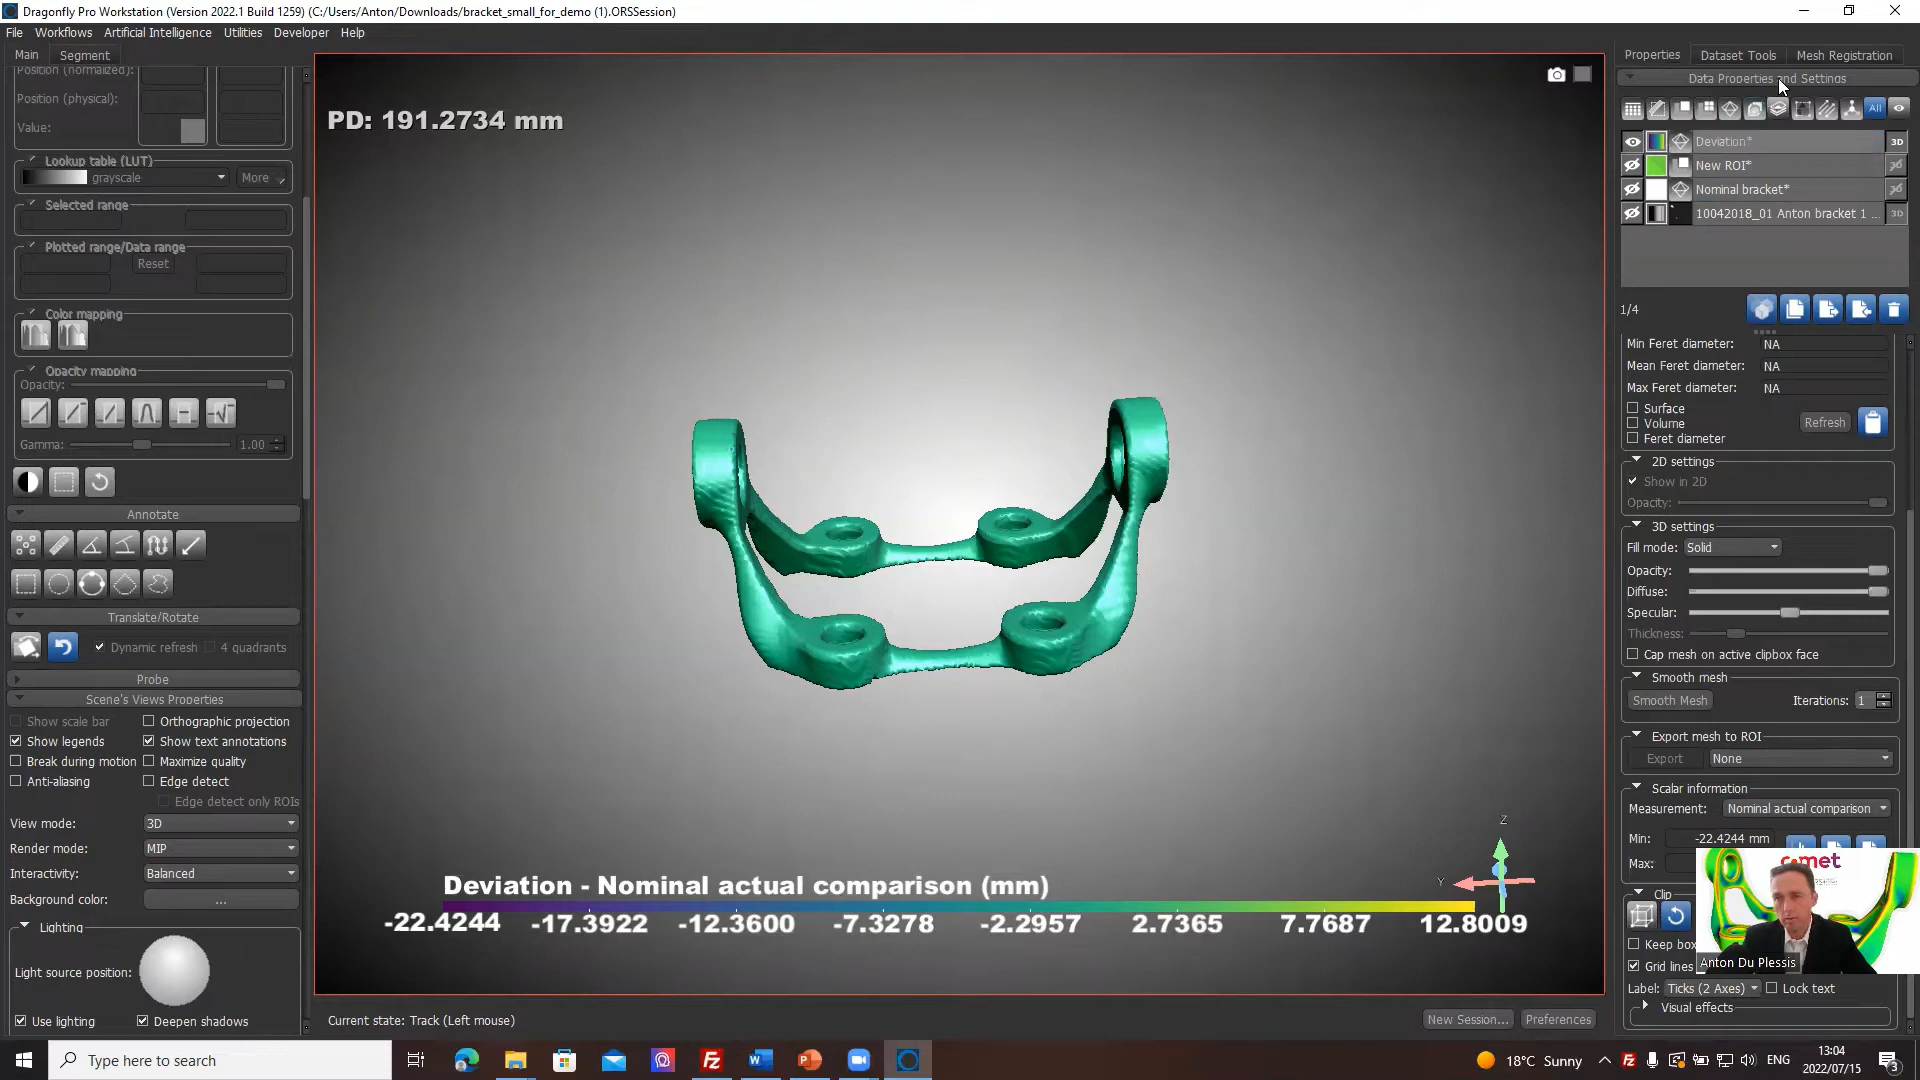 Dragonfly Pro Workstation (Version 2022.1 Build 1259) (C:/Users/Anton/Downloads/bracket_small_for_demo (1).ORSSession)
File Workflows Artificial Intelligence Utilities Developers Help
Main Segment
Position (normalized):
Position (physical):
Value:
Lookup table (LUT)
grayscale More
Selected range
Plotted range/Data range
Reset
Color mapping
Opacity mapping
Opacity:
Gamma: 1.00
Annotate
Translate/Rotate
Dynamic refresh 4 quadrants
Probe
Scene's Views Properties
Show scale bar Orthographic projection
Show legends Show text annotations
Break during motion Maximize quality
Anti-aliasing Edge detect
Edge detect only ROIs
View mode: 3D
Render mode: MIP
Interactivity: Balanced
Background color: ...
Lighting
Light source position:
Use lighting Deepen shadows
PD: 191.2734 mm
Z
Y
Deviation - Nominal actual comparison (mm)
-22.4244 -17.3922 -12.3600 -7.3278 -2.2957 2.7365 7.7687 12.8009
Current state: Track (Left mouse) New Session... Preferences
Properties Dataset Tools Mesh Registration
Data Properties and Settings
All
Deviation* 3D
New ROI*
Nominal bracket*
10042018_01 Anton bracket 1 ... 3D
1/4
Min Feret diameter: NA
Mean Feret diameter: NA
Max Feret diameter: NA
Surface
Volume Refresh
Feret diameter
2D settings
Show in 2D
Opacity:
3D settings
Fill mode: Solid
Opacity:
Diffuse:
Specular:
Thickness:
Cap mesh on active clipbox face
Smooth mesh
Smooth Mesh Iterations: 1
Export mesh to ROI
Export None
Scalar information
Measurement: Nominal actual comparison
Min: -22.4244 mm
Max:
Clip
Keep box
Grid lines
Label: Ticks (2 Axes) Lock text
Visual effects
Anton Du Plessis
Type here to search
18°C Sunny ENG 13:04
2022/07/15
3